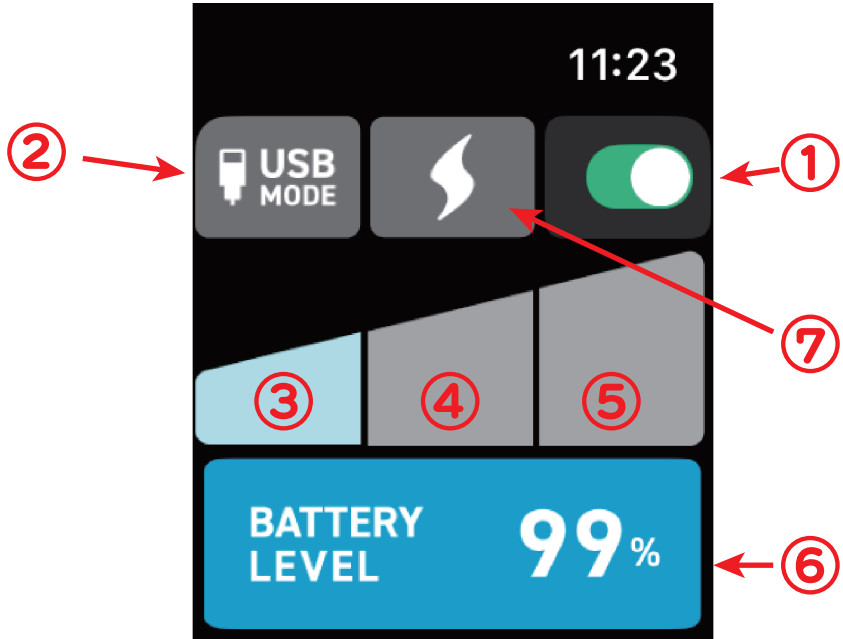 11:23
② USB ①
MODE
⑦
③ ④ ⑤
BATTERY 99%
LEVEL
⑥